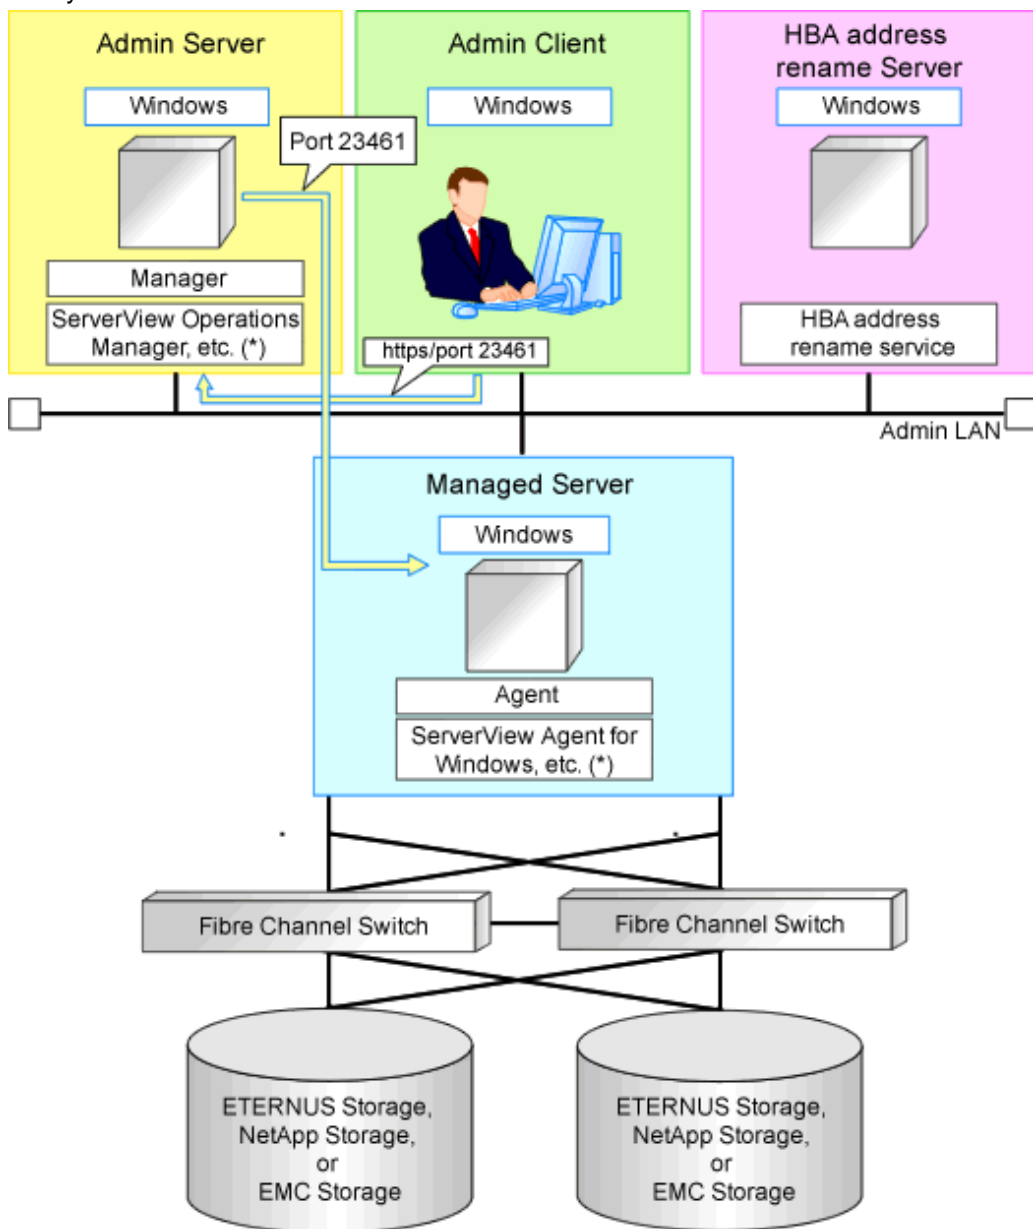 Admin Server
Admin Client
HBA address
rename Server
Windows
Windows
Windows
Port 23461
Manager
ServerView Operations
Manager, etc. (*)
https/port 23461
HBA address
rename service
Admin LAN
Managed Server
Windows
Agent
ServerView Agent for
Windows, etc. (*)
Fibre Channel Switch
Fibre Channel Switch
ETERNUS Storage,
NetApp Storage,
or
EMC Storage
ETERNUS Storage,
NetApp Storage,
or
EMC Storage